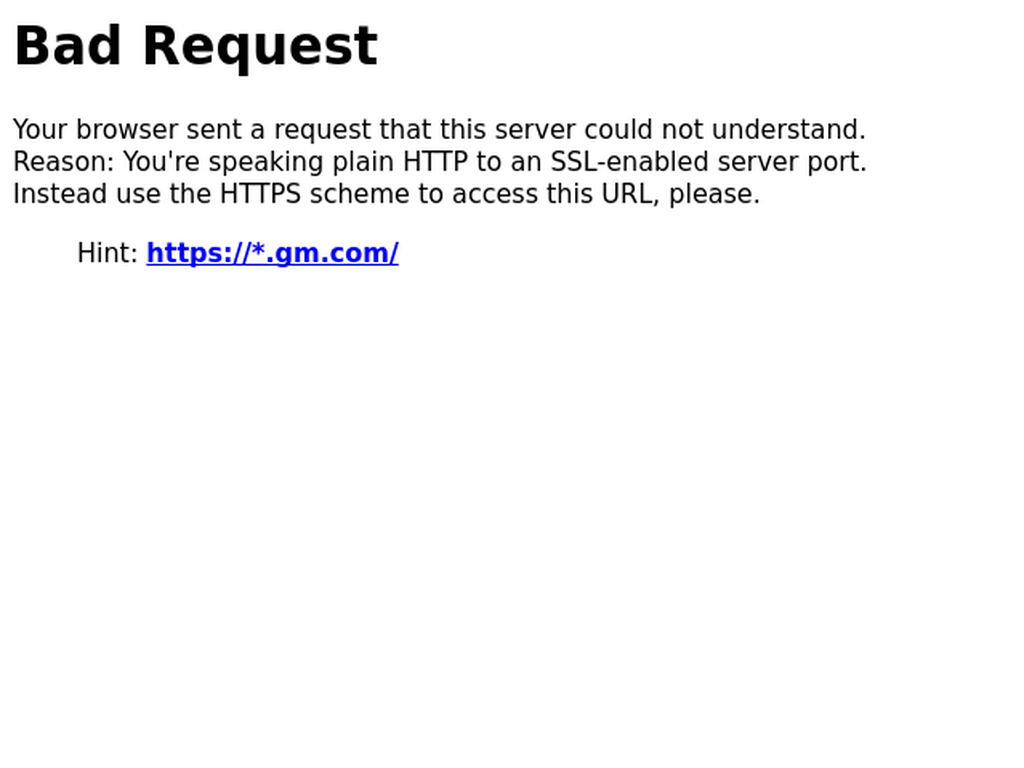 Bad Request
Your browser sent a request that this server could not understand.
Reason: You're speaking plain HTTP to an SSL-enabled server port.
Instead use the HTTPS scheme to access this URL, please.
Hint: https://*.gm.com/